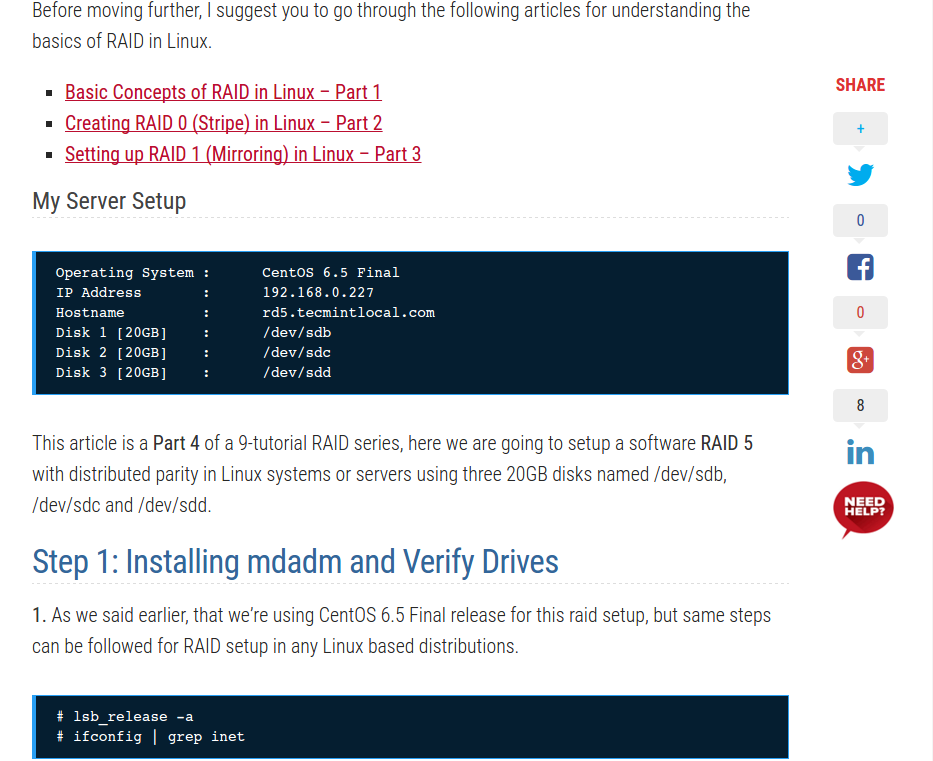 Before moving further, I suggest you to go through the following articles for understanding the
basics of RAID in Linux.
Basic Concepts of RAID in Linux – Part 1
Creating RAID 0 (Stripe) in Linux – Part 2
Setting up RAID 1 (Mirroring) in Linux – Part 3
My Server Setup
Operating System : CentOS 6.5 Final
IP Address : 192.168.0.227
Hostname : rd5.tecmintlocal.com
Disk 1 [20GB] : /dev/sdb
Disk 2 [20GB] : /dev/sdc
Disk 3 [20GB] : /dev/sdd
This article is a Part 4 of a 9-tutorial RAID series, here we are going to setup a software RAID 5
with distributed parity in Linux systems or servers using three 20GB disks named /dev/sdb,
/dev/sdc and /dev/sdd.
Step 1: Installing mdadm and Verify Drives
1. As we said earlier, that we’re using CentOS 6.5 Final release for this raid setup, but same steps
can be followed for RAID setup in any Linux based distributions.
# lsb_release -a
# ifconfig | grep inet
SHARE
+
0
f
0
g+
8
in
NEED
HELP?